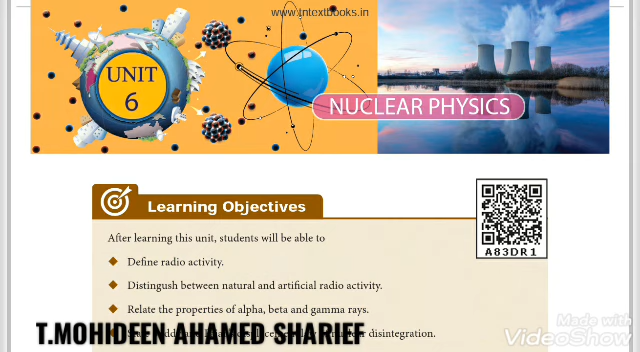 www.tntextbooks.in
UNIT
6
NUCLEAR PHYSICS
Learning Objectives
A83DR1
After learning this unit, students will be able to
Define radio activity.
Distingush between natural and artificial radio activity.
Relate the properties of alpha, beta and gamma rays.
disintegration.
T.MOHIDEEN AHAMED SHARIEF
Made with
VideoShow